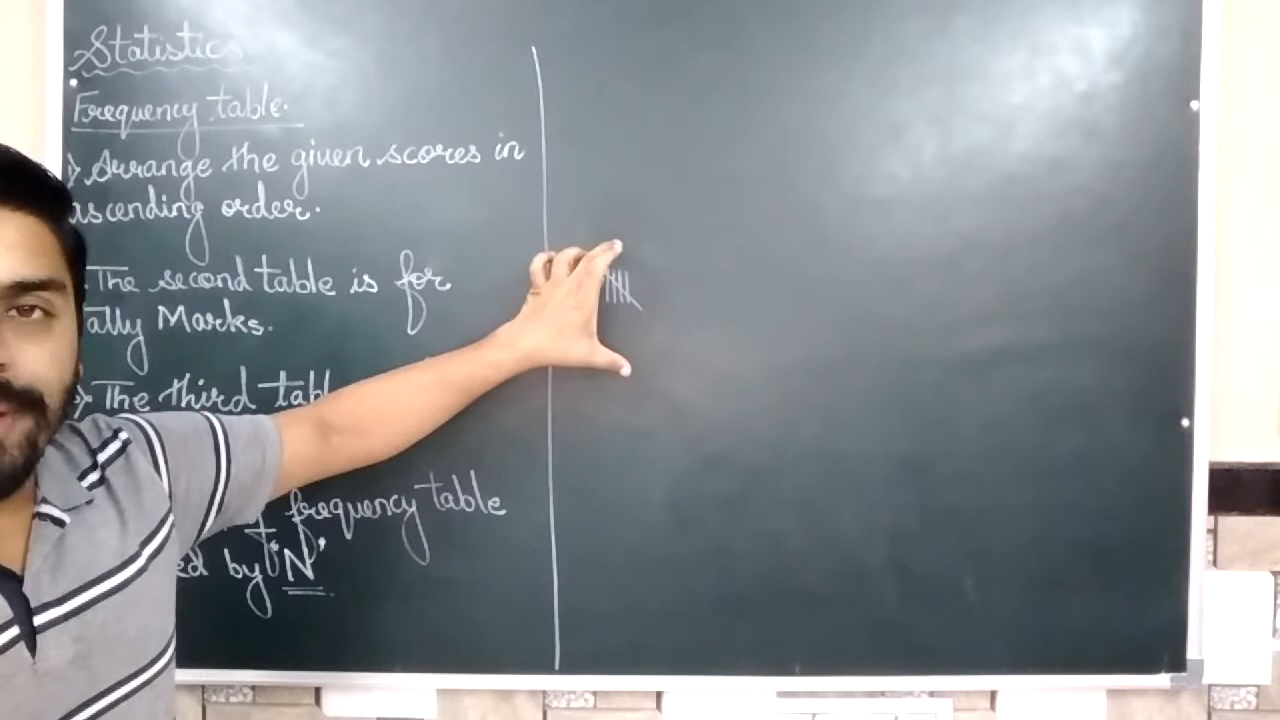 Statistics
Frequency table.
Arrange the given scores in
ascending order.
The second table is for
Tally Marks.
The third
frequency table
by "N"